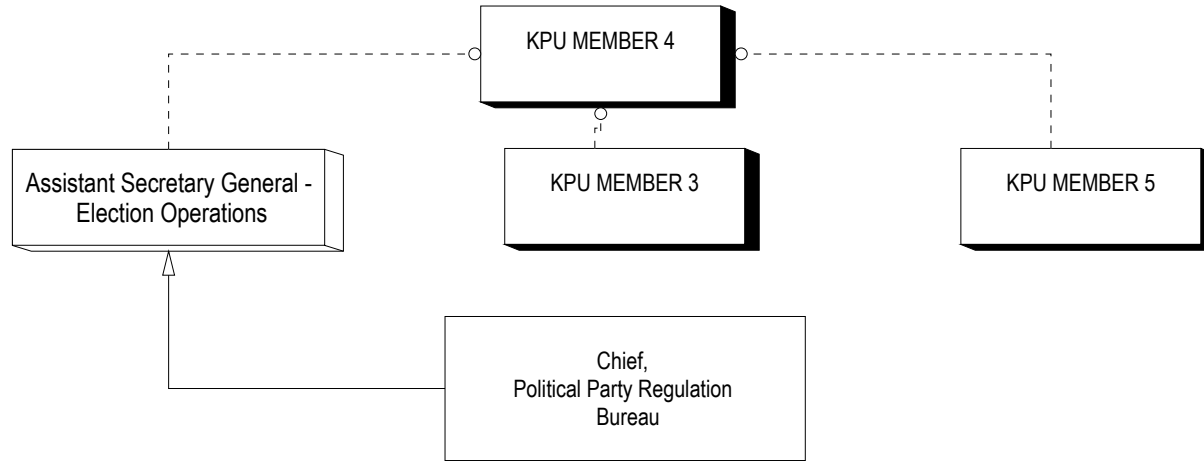 KPU MEMBER 4
Assistant Secretary General -
Election Operations
KPU MEMBER 3
KPU MEMBER 5
Chief,
Political Party Regulation
Bureau